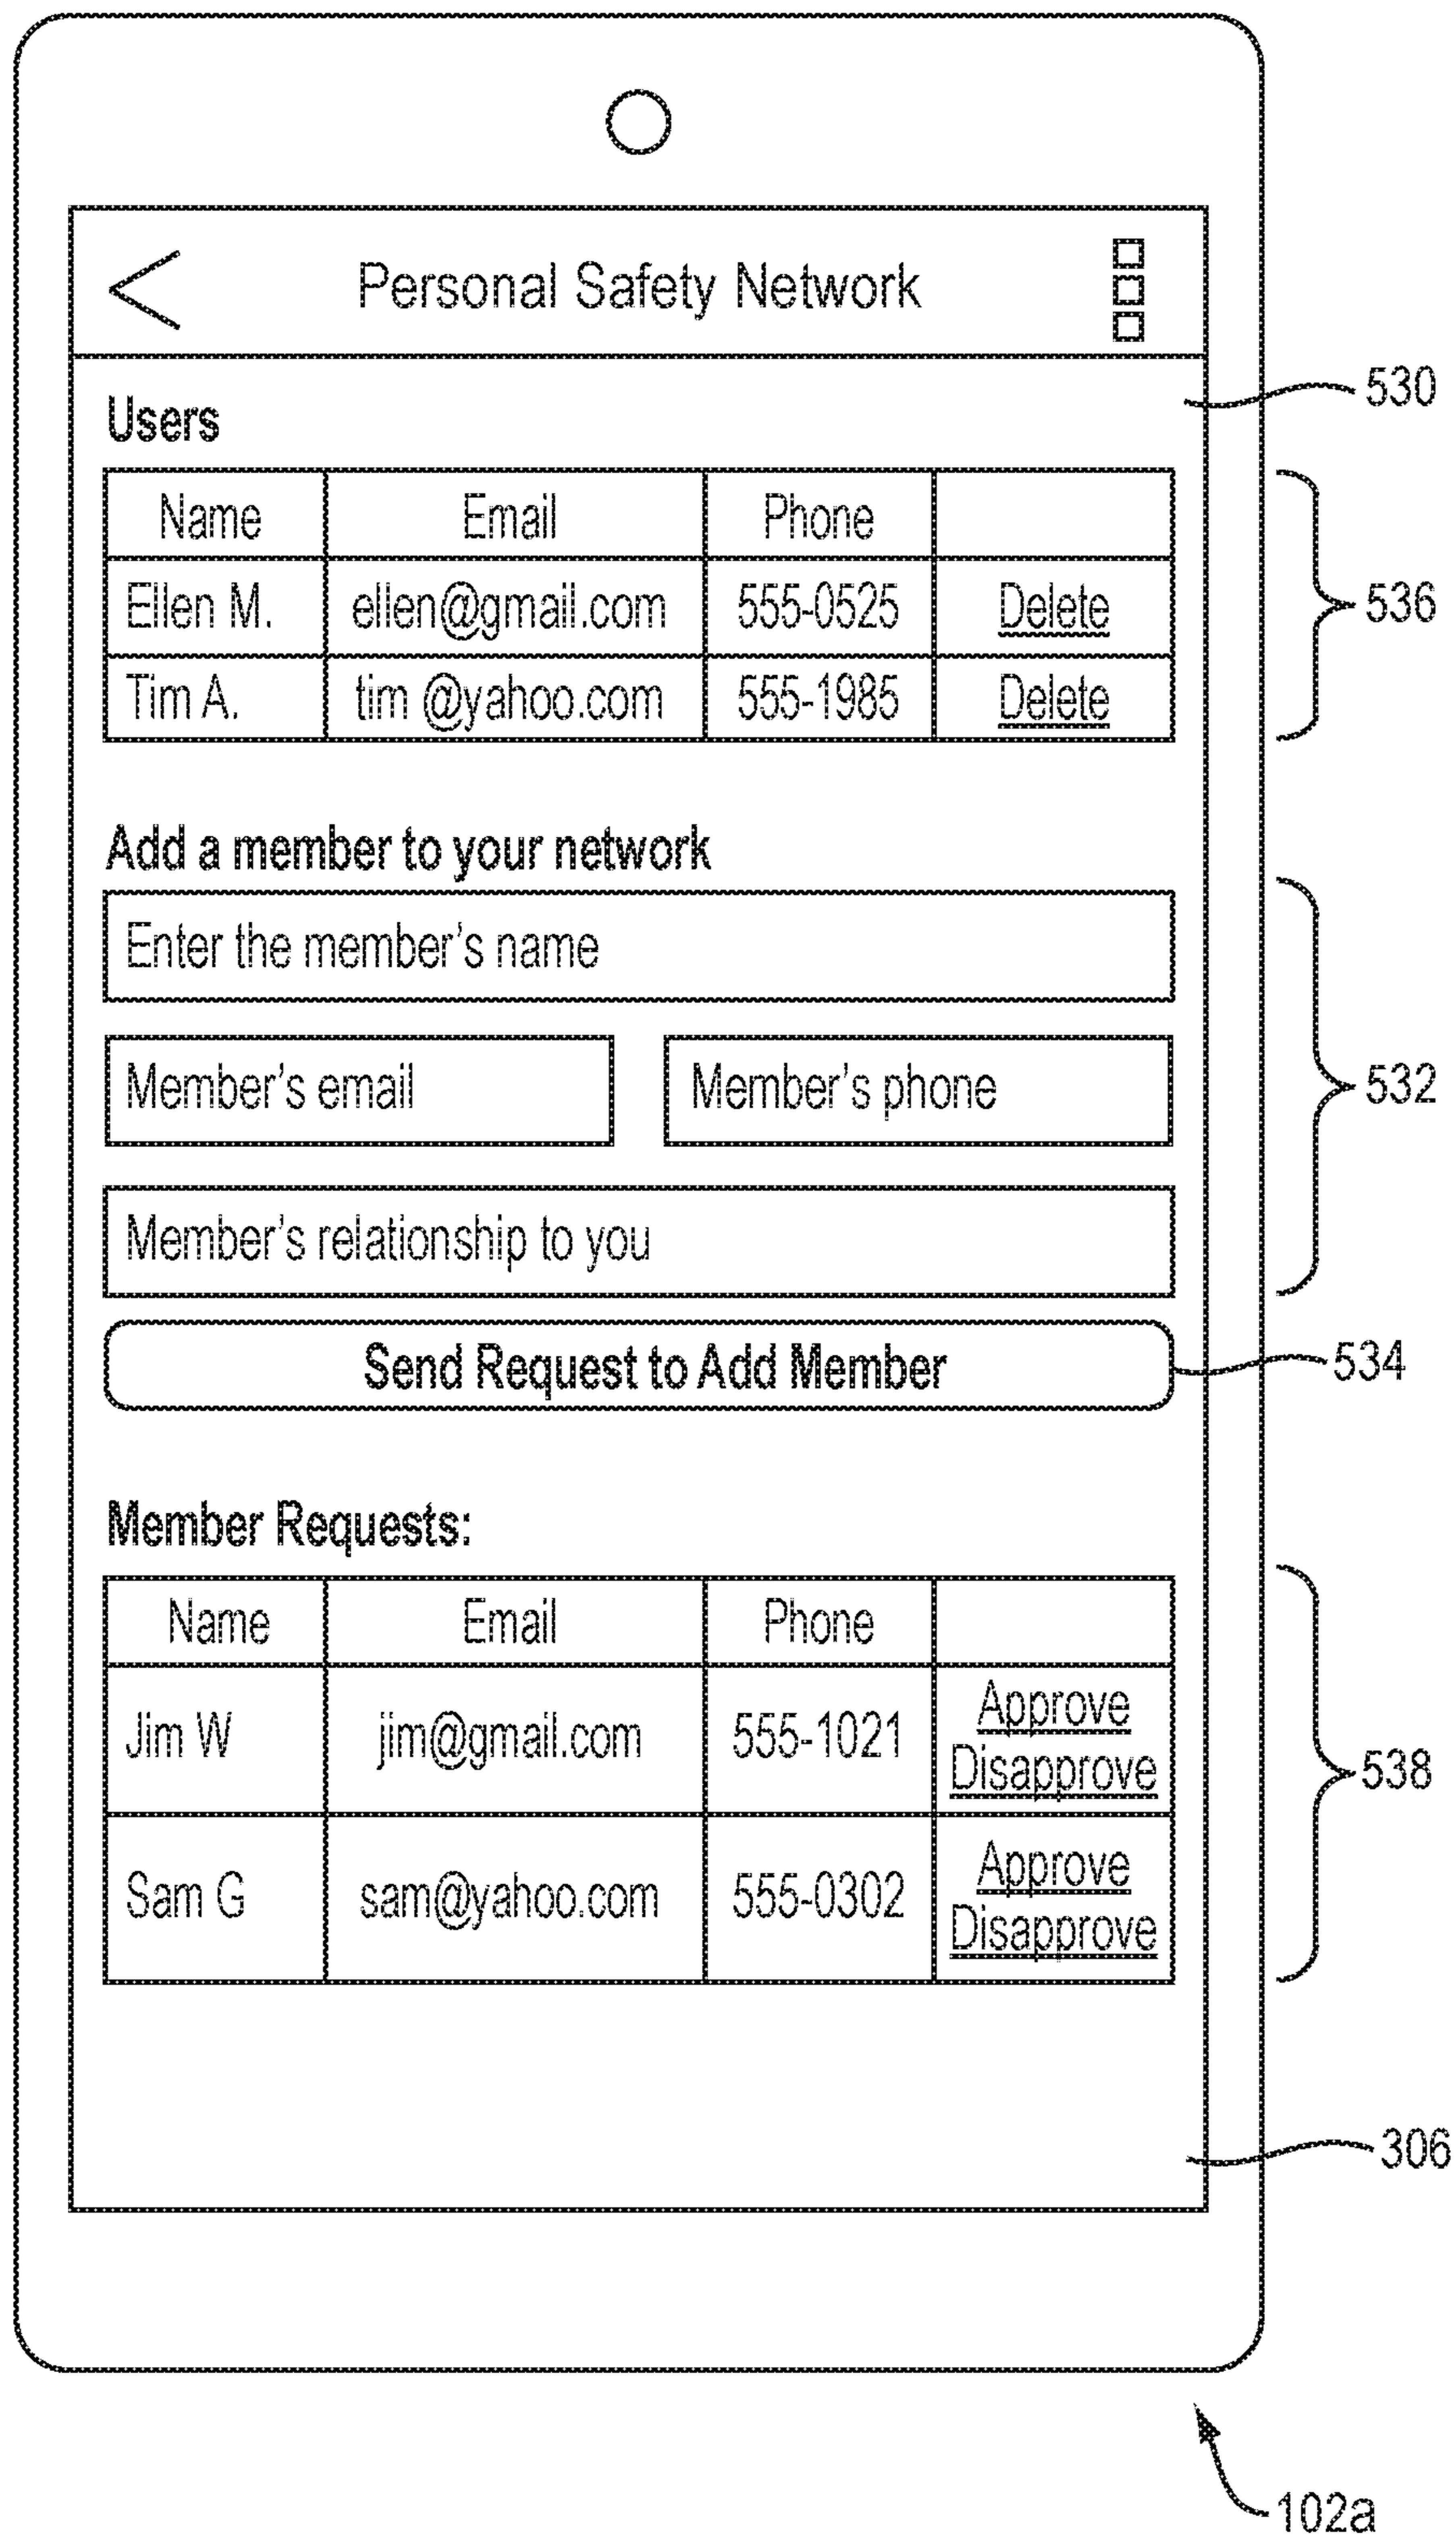 Personal Safety Network
530
Users
Name Email Phone
Ellen M. ellen@gmail.com 555-0525 Delete
536
Tim A. tim @yahoo.com 555-1985 Delete
Add a member to your network
Enter the member's name
Member's email Member's phone
532
Member's relationship to you
Send Request to Add Member
534
Member Requests:
Name Email Phone
Jim W jim@gmail.com 555-1021 Approve
Disapprove
538
Sam G sam@yahoo.com 555-0302 Approve
Disapprove
306
102a